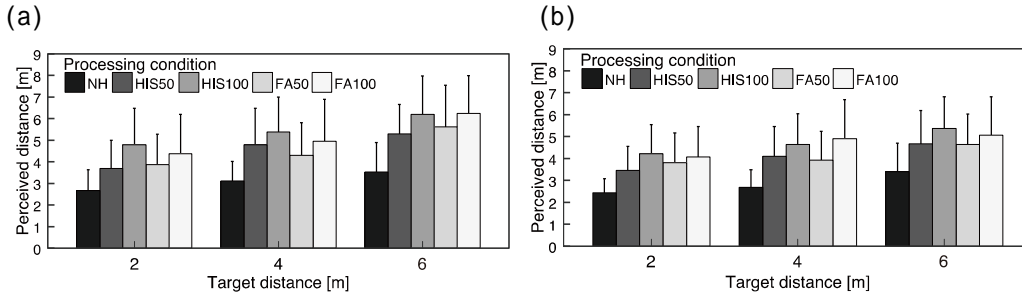 (a)
Processing condition
NH HIS50 HIS100 FA50 FA100
Perceived distance [m]
9
8
7
6
5
4
3
2
1
0
2 4 6
Target distance [m]
(b)
Processing condition
NH HIS50 HIS100 FA50 FA100
Perceived distance [m]
9
8
7
6
5
4
3
2
1
0
2 4 6
Target distance [m]